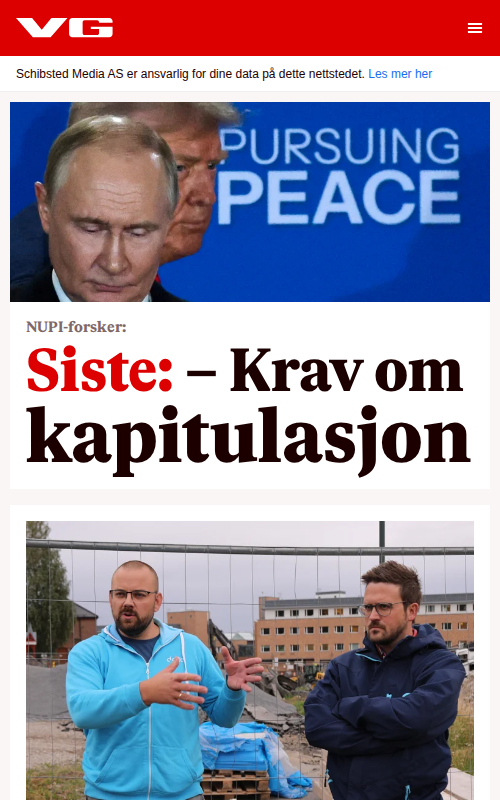 VG
Schibsted Media AS er ansvarlig for dine data på dette nettstedet. Les mer her
PURSUING
PEACE
NUPI-forsker:
Siste: – Krav om
kapitulasjon